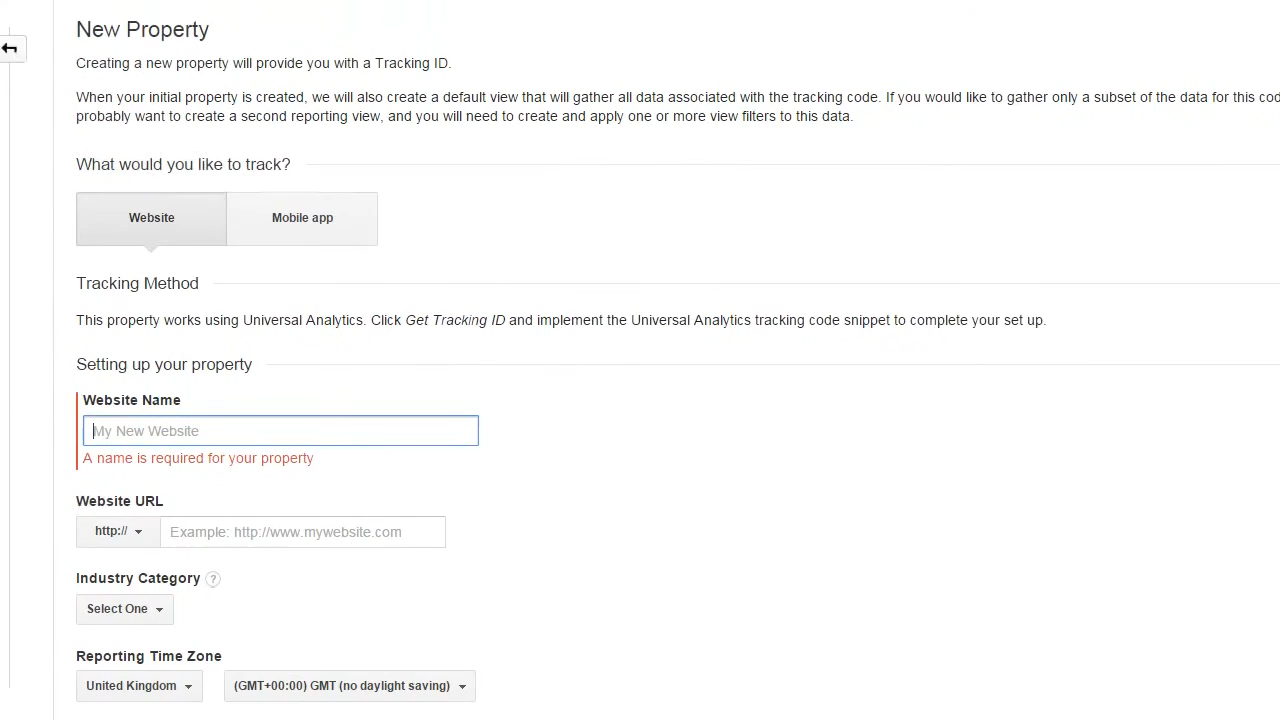 New Property
Creating a new property will provide you with a Tracking ID.
When your initial property is created, we will also create a default view that will gather all data associated with the tracking code. If you would like to gather only a subset of the data for this
probably want to create a second reporting view, and you will need to create and apply one or more view filters to this data.
What would you like to track?
Website Mobile app
Tracking Method
This property works using Universal Analytics. Click Get Tracking ID and implement the Universal Analytics tracking code snippet to complete your set up.
Setting up your property
Website Name
My New Website
A name is required for your property
Website URL
http:// Example: http://www.mywebsite.com
Industry Category ?
Select One
Reporting Time Zone
United Kingdom (GMT+00:00) GMT (no daylight saving)